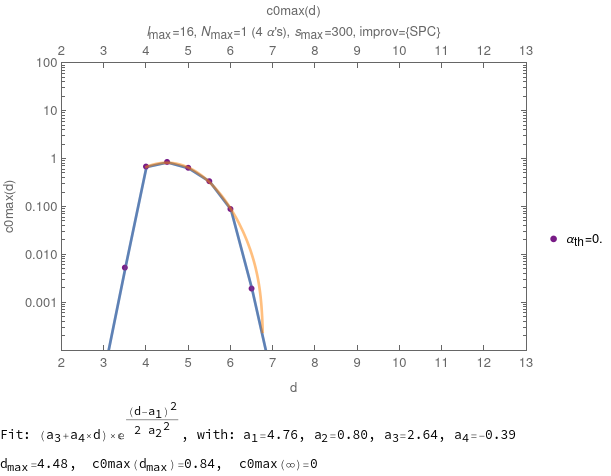 c0max(d)
lmax=16, Nmax=1 (4 α's), smax=300, improv={SPC}
2 3 4 5 6 7 8 9 10 11 12 13
100
10
1
0.100
0.010
0.001
c0max(d)
αth=0.
2 3 4 5 6 7 8 9 10 11 12 13
d
Fit: (a3+a4×d)×e^((d-a1)^2/(2 a2^2)), with: a1=4.76, a2=0.80, a3=2.64, a4=-0.39
dmax=4.48, c0max(dmax)=0.84, c0max(∞)=0